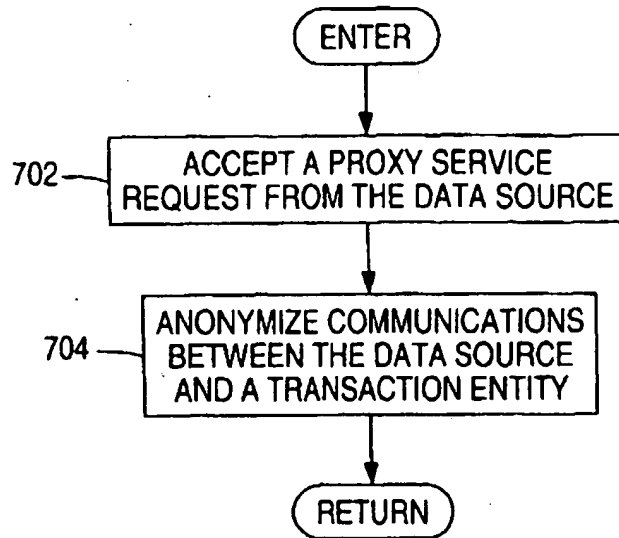 ENTER
702
ACCEPT A PROXY SERVICE
REQUEST FROM THE DATA SOURCE
704
ANONYMIZE COMMUNICATIONS
BETWEEN THE DATA SOURCE
AND A TRANSACTION ENTITY
RETURN